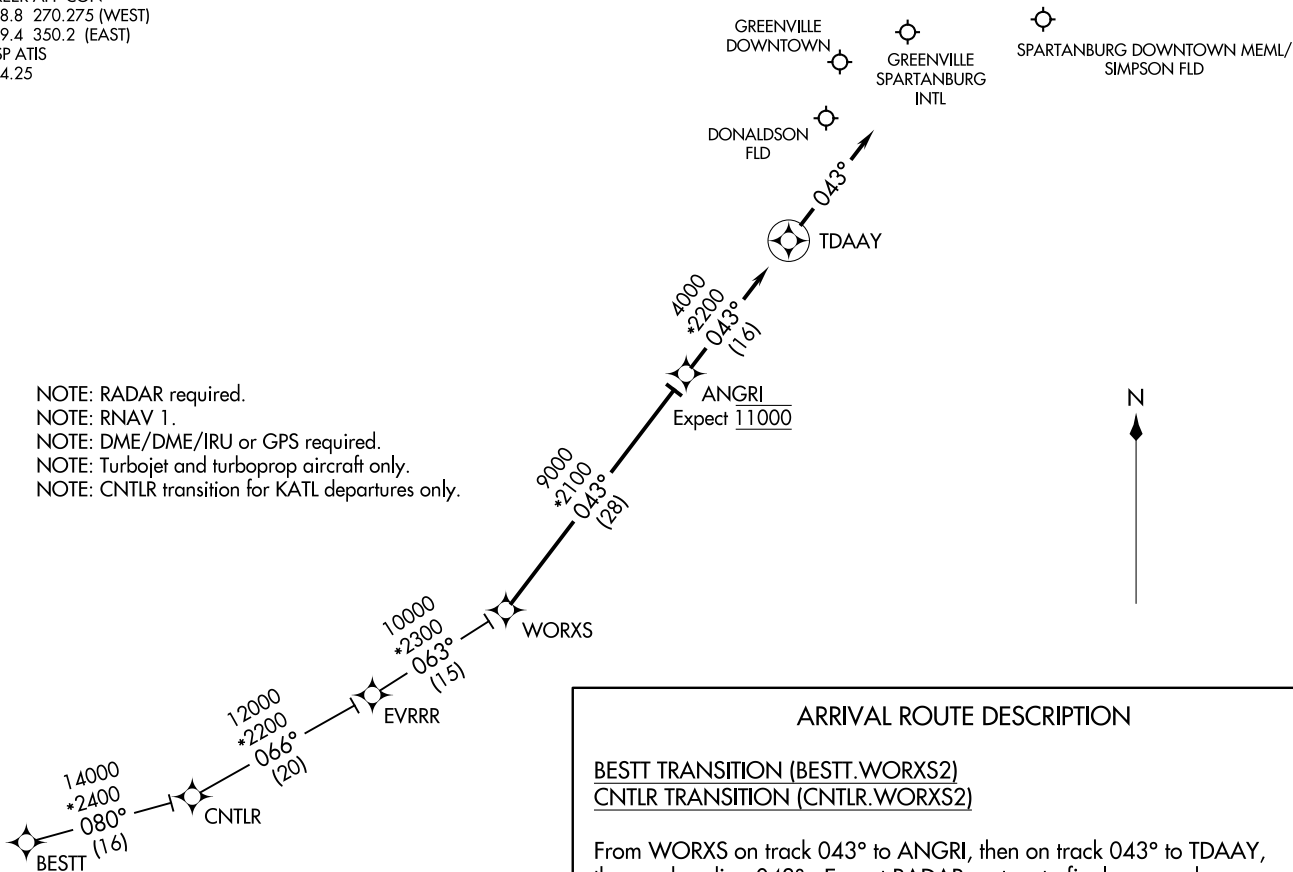 8.8 270.275 (WEST)
9.4 350.2 (EAST)
SP ATIS
4.25
GREENVILLE
DOWNTOWN
GREENVILLE
SPARTANBURG
INTL
SPARTANBURG DOWNTOWN MEML/
SIMPSON FLD
DONALDSON
FLD
043°
TDAAY
4000
*2200
043°
(16)
ANGRI
Expect 11000
NOTE: RADAR required.
NOTE: RNAV 1.
NOTE: DME/DME/IRU or GPS required.
NOTE: Turbojet and turboprop aircraft only.
NOTE: CNTLR transition for KATL departures only.
N
9000
*2100
043°
(28)
WORXS
10000
*2300
063°
(15)
EVRRR
12000
*2200
066°
(20)
CNTLR
14000
*2400
080°
(16)
BESTT
ARRIVAL ROUTE DESCRIPTION
BESTT TRANSITION (BESTT.WORXS2)
CNTLR TRANSITION (CNTLR.WORXS2)
From WORXS on track 043° to ANGRI, then on track 043° to TDAAY,